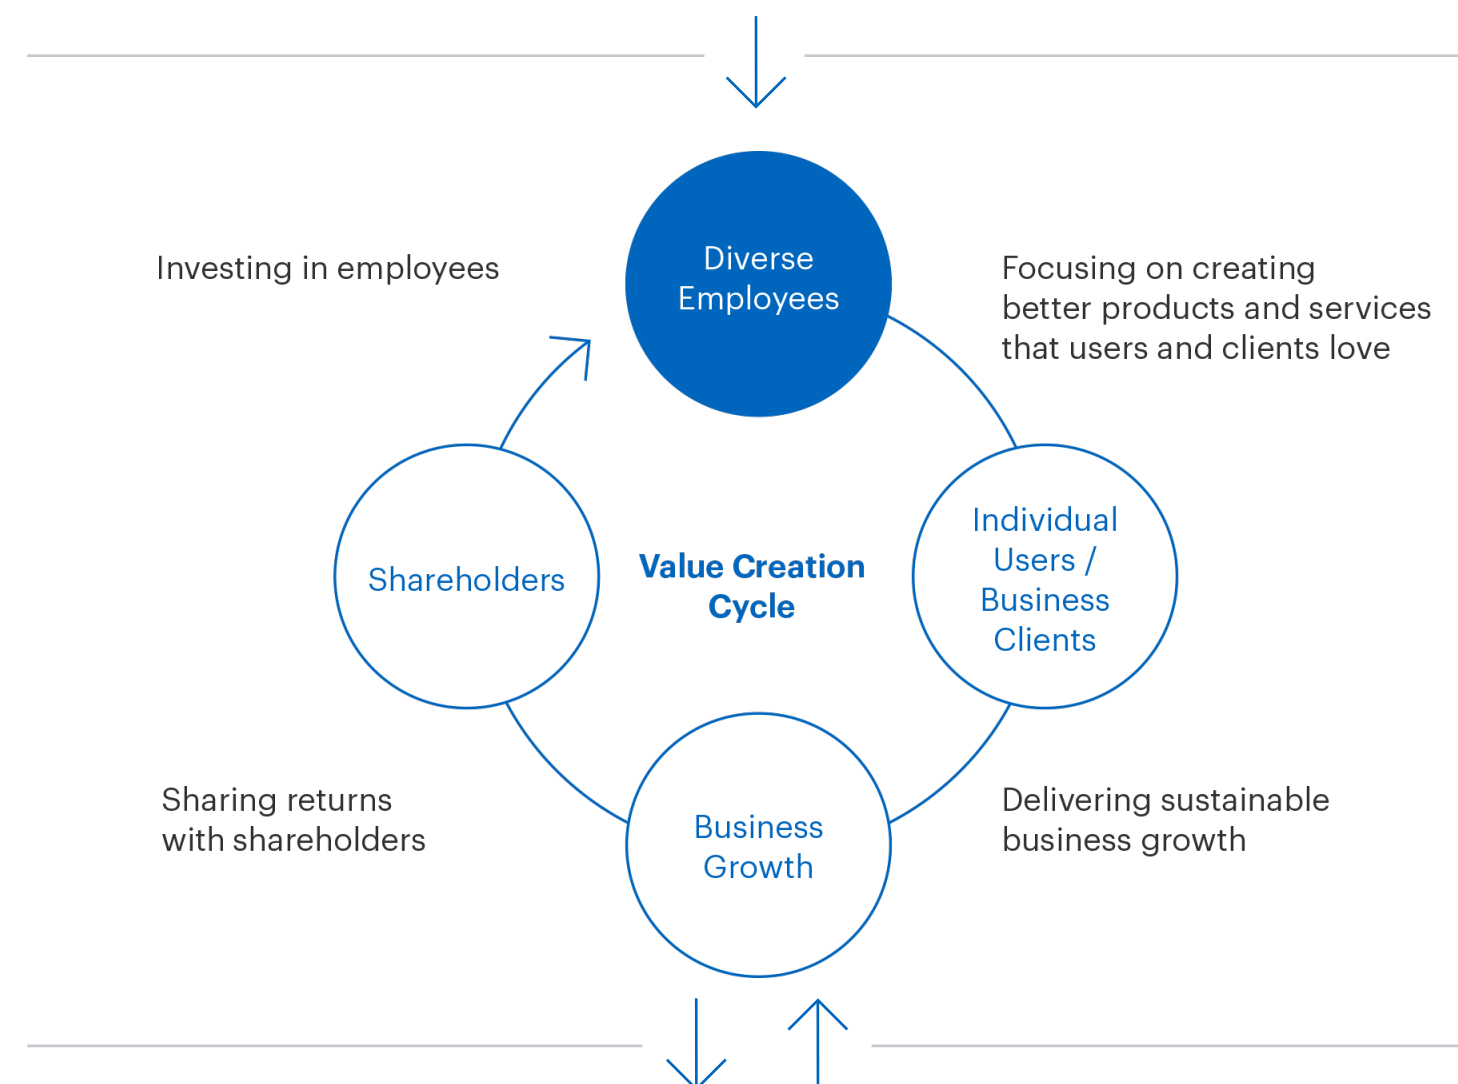 Diverse
Employees
Investing in employees
Focusing on creating
better products and services
that users and clients love
Individual
Users /
Business
Clients
Value Creation
Cycle
Shareholders
Sharing returns
with shareholders
Business
Growth
Delivering sustainable
business growth